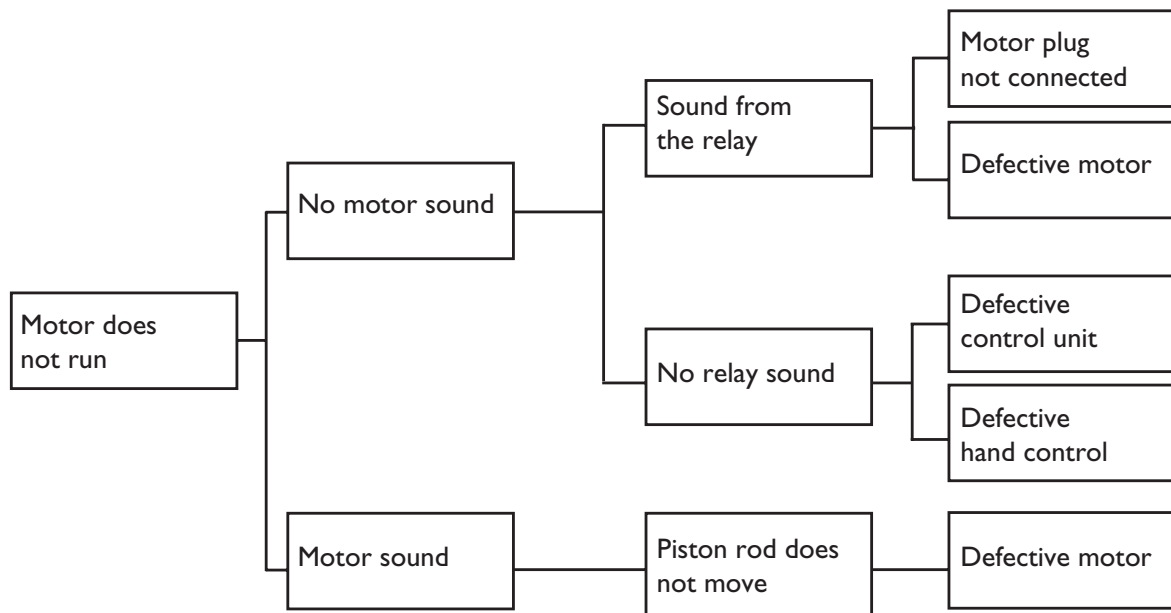 Motor does
not run
No motor sound
Sound from
the relay
Motor plug
not connected
Defective motor
No relay sound
Defective
control unit
Defective
hand control
Motor sound
Piston rod does
not move
Defective motor